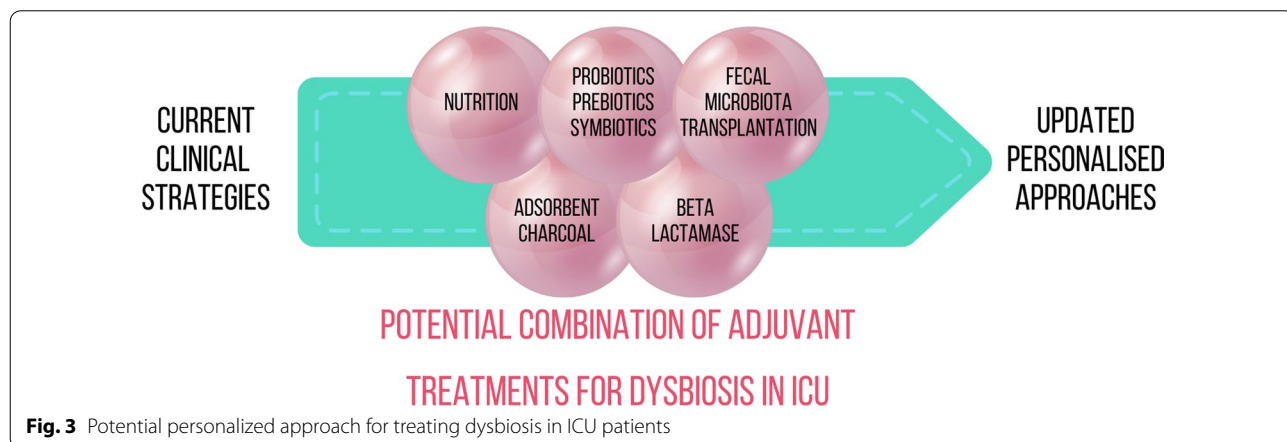 CURRENT
CLINICAL
STRATEGIES
NUTRITION
PROBIOTICS
PREBIOTICS
SYMBIOTICS
FECAL
MICROBIOTA
TRANSPLANTATION
ADSORBENT
CHARCOAL
BETA
LACTAMASE
UPDATED
PERSONALISED
APPROACHES
POTENTIAL COMBINATION OF ADJUVANT
TREATMENTS FOR DYSBIOSIS IN ICU
Fig. 3 Potential personalized approach for treating dysbiosis in ICU patients